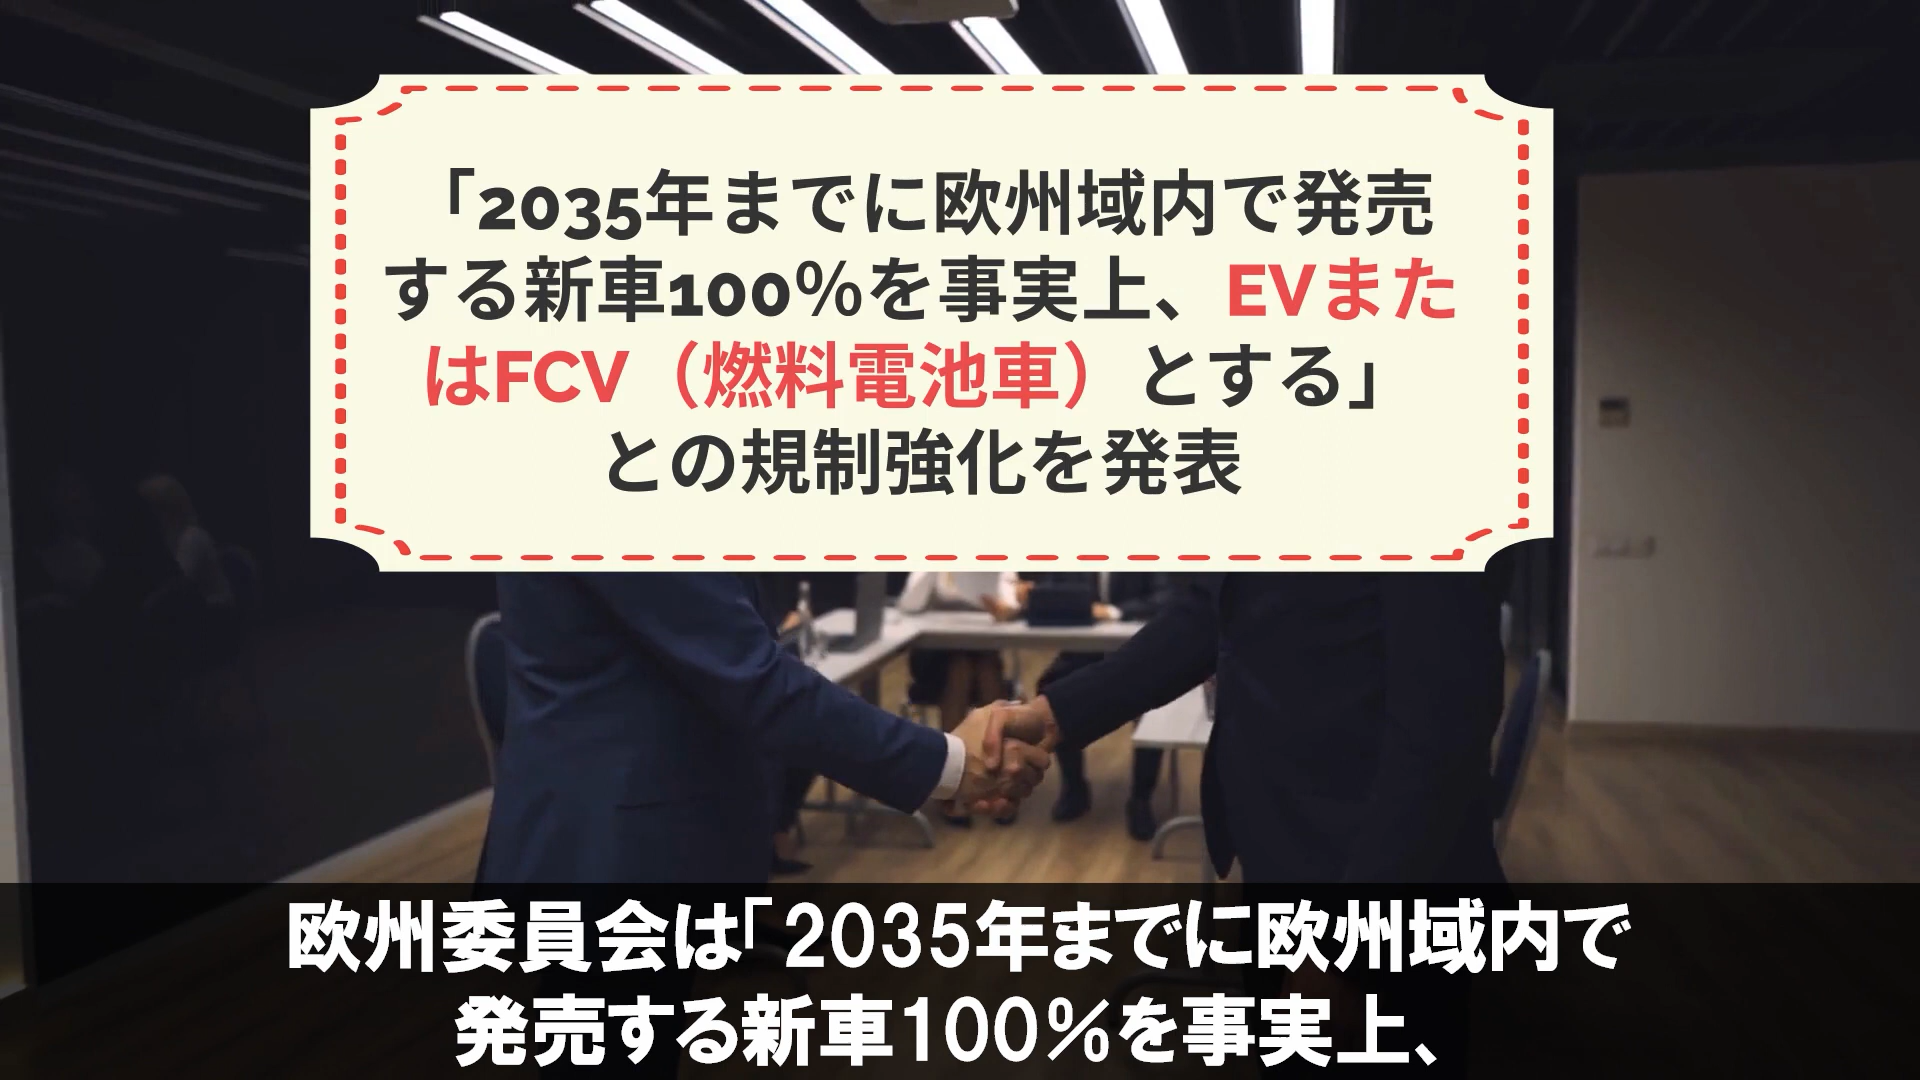 「2035年までに欧州域内で発売
する新車100％を事実上、EVまた
はFCV（燃料電池車）とする」
との規制強化を発表
欧州委員会は「2035年までに欧州域内で
発売する新車100％を事実上、